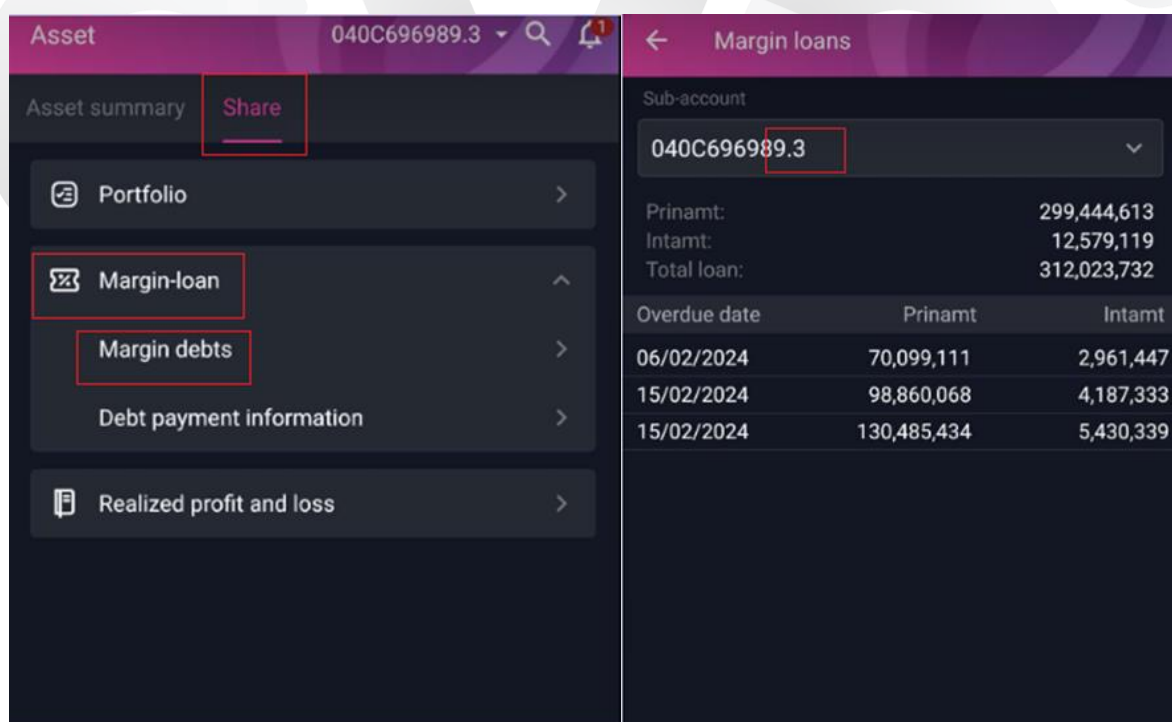 Asset 040C696989.3
1
Asset summary Share
Portfolio
Margin-loan
Margin debts
Debt payment information
Realized profit and loss
Margin loans
Sub-account
040C696989.3
Prinamt: 299,444,613
Intamt: 12,579,119
Total loan: 312,023,732
Overdue date Prinamt Intamt
06/02/2024 70,099,111 2,961,447
15/02/2024 98,860,068 4,187,333
15/02/2024 130,485,434 5,430,339